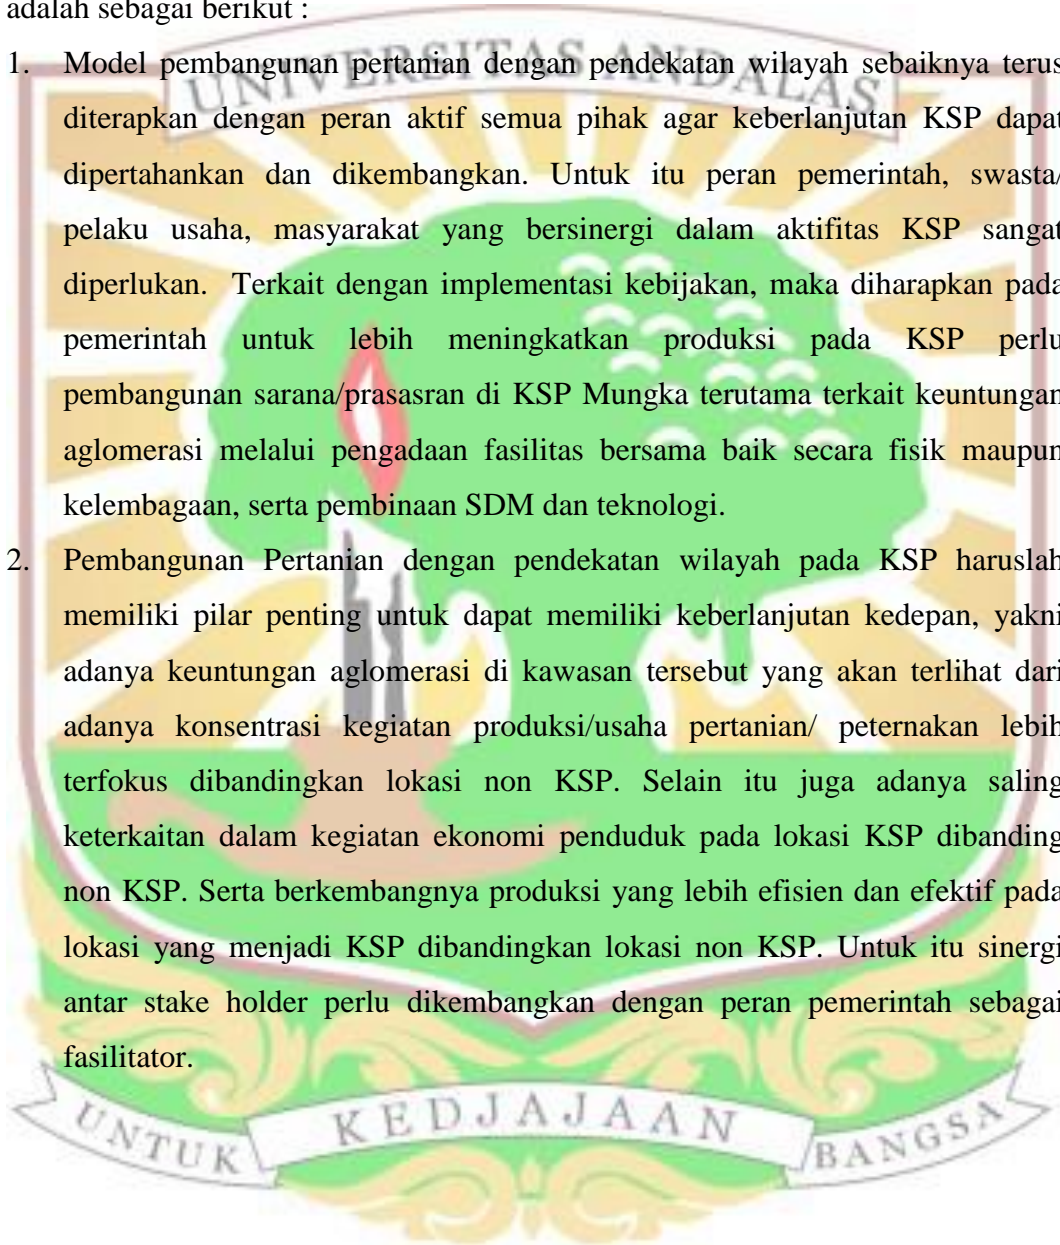 adalah sebagai berikut :
UNIVERSITAS ANDALAS
1. Model pembangunan pertanian dengan pendekatan wilayah sebaiknya terus
diterapkan dengan peran aktif semua pihak agar keberlanjutan KSP dapat
dipertahankan dan dikembangkan. Untuk itu peran pemerintah, swasta/
pelaku usaha, masyarakat yang bersinergi dalam aktifitas KSP sangat
diperlukan. Terkait dengan implementasi kebijakan, maka diharapkan pada
pemerintah untuk lebih meningkatkan produksi pada KSP perlu
pembangunan sarana/prasasran di KSP Mungka terutama terkait keuntungan
aglomerasi melalui pengadaan fasilitas bersama baik secara fisik maupun
kelembagaan, serta pembinaan SDM dan teknologi.
2. Pembangunan Pertanian dengan pendekatan wilayah pada KSP haruslah
memiliki pilar penting untuk dapat memiliki keberlanjutan kedepan, yakni
adanya keuntungan aglomerasi di kawasan tersebut yang akan terlihat dari
adanya konsentrasi kegiatan produksi/usaha pertanian/ peternakan lebih
terfokus dibandingkan lokasi non KSP. Selain itu juga adanya saling
keterkaitan dalam kegiatan ekonomi penduduk pada lokasi KSP dibanding
non KSP. Serta berkembangnya produksi yang lebih efisien dan efektif pada
lokasi yang menjadi KSP dibandingkan lokasi non KSP. Untuk itu sinergi
antar stake holder perlu dikembangkan dengan peran pemerintah sebagai
fasilitator.
UNTUK KEDJAJAAN BANGSA